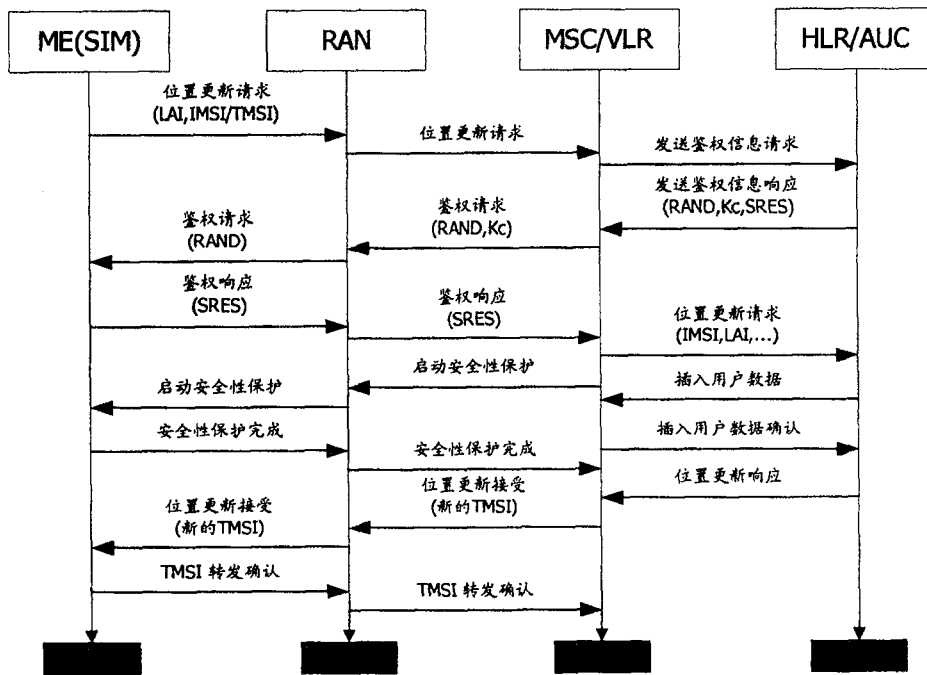 ME(SIM)
RAN
MSC/VLR
HLR/AUC
位置更新请求
(LAI,IMSI/TMSI)
位置更新请求
发送鉴权信息请求
发送鉴权信息响应
(RAND,Kc,SRES)
鉴权请求
(RAND,Kc)
鉴权请求
(RAND)
鉴权响应
(SRES)
鉴权响应
(SRES)
位置更新请求
(IMSI,LAI,...)
启动安全性保护
插入用户数据
启动安全性保护
安全性保护完成
插入用户数据确认
安全性保护完成
位置更新响应
位置更新接受
(新的TMSI)
位置更新接受
(新的TMSI)
TMSI 转发确认
TMSI 转发确认